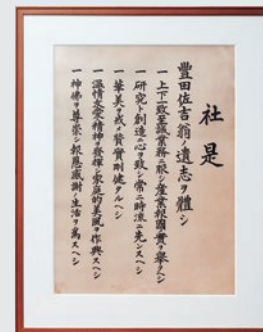 社是
豐田佐吉翁ノ遺志ヲ體シ
一 上下一致至誠業務ニ服シ産業報國ノ實ヲ擧クヘシ
一 研究ト創造ニ心ヲ致シ常ニ時流ニ先ンスヘシ
一 華美ヲ戒メ質實剛健タルヘシ
一 溫情友愛ノ精神ヲ發揮シ家庭的美風ヲ作興スヘシ
一 神佛ヲ尊崇シ報恩感謝ノ生活ヲ爲スヘシ